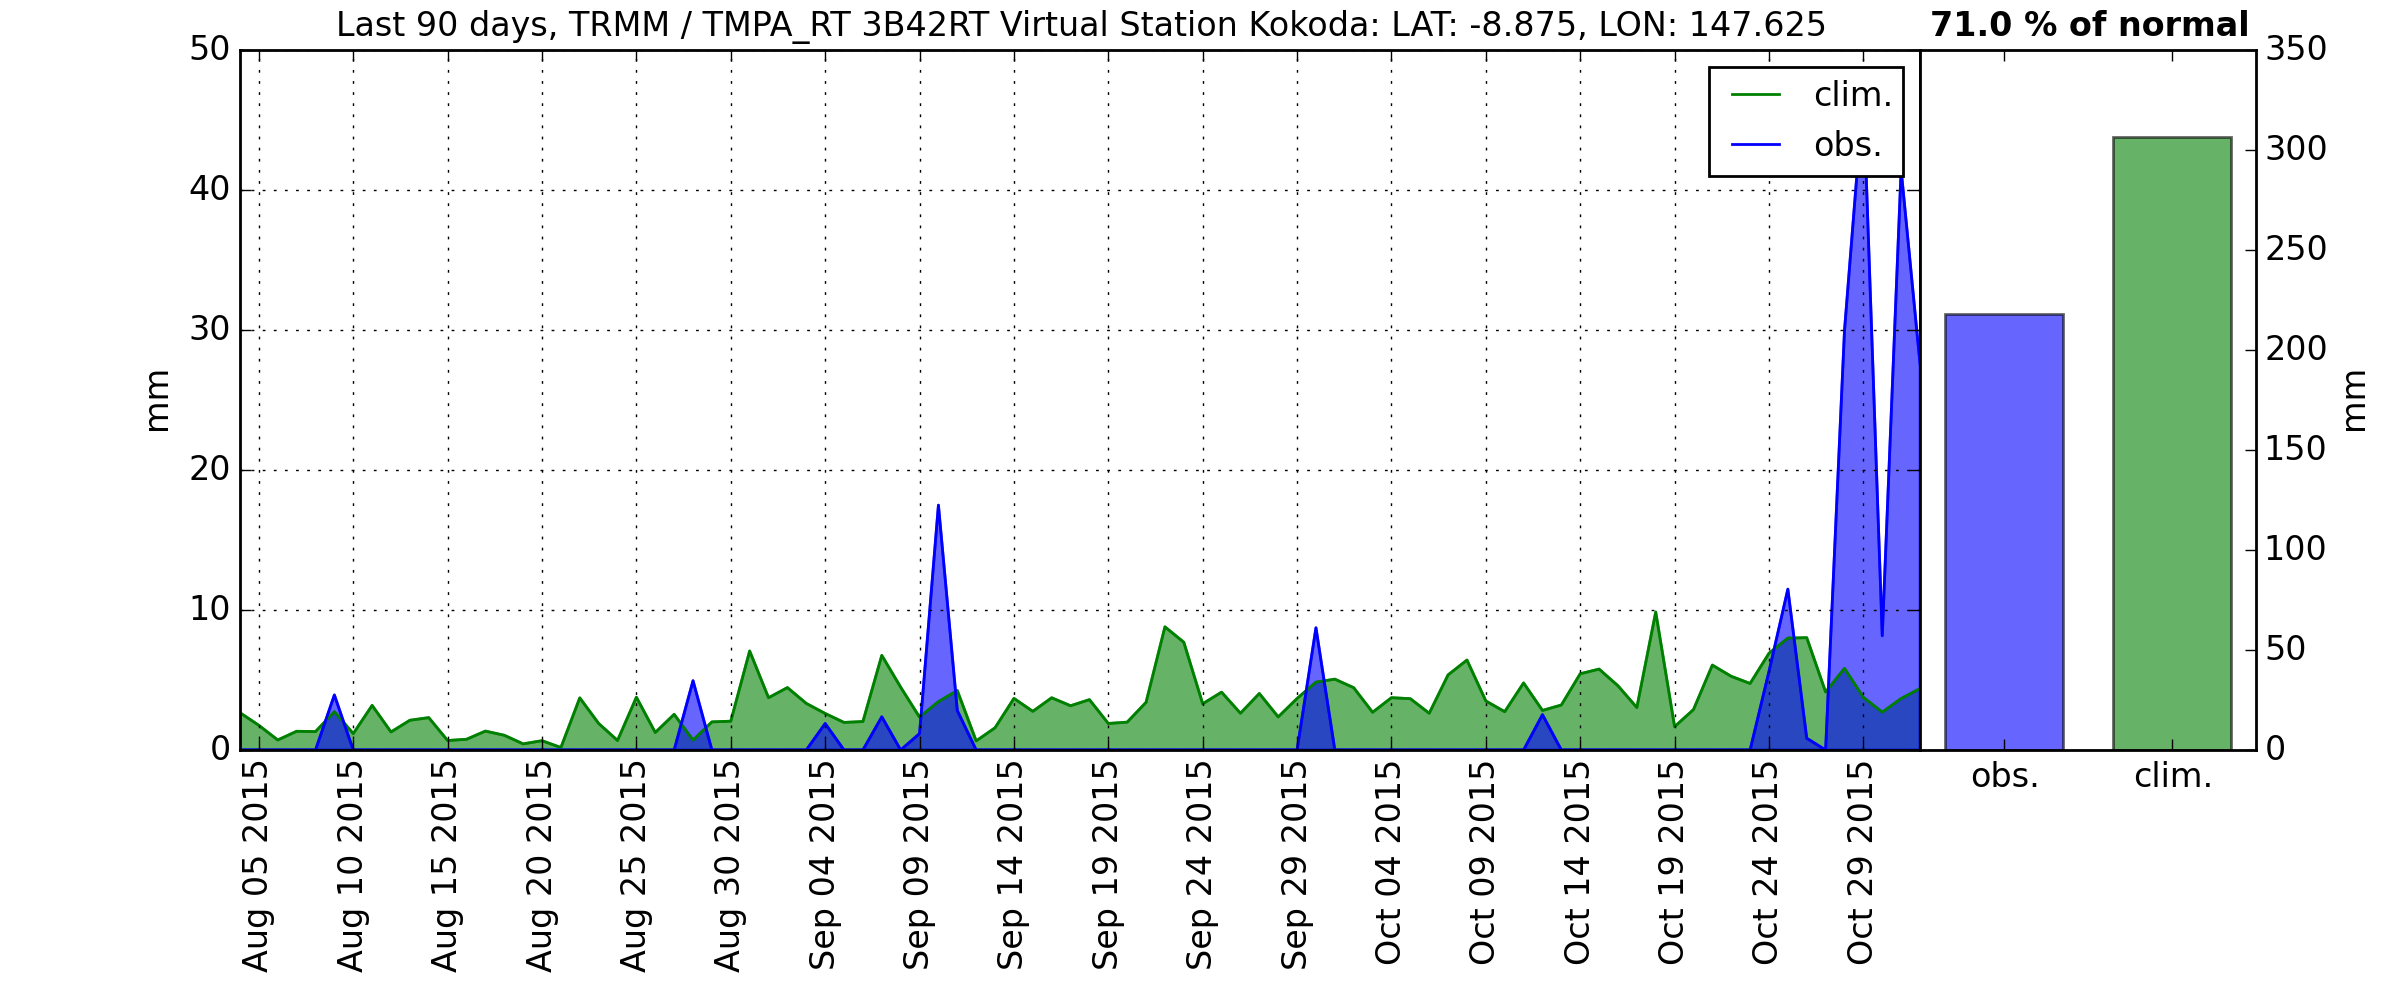 Last 90 days, TRMM / TMPA_RT 3B42RT Virtual Station Kokoda: LAT: -8.875, LON: 147.625
71.0 % of normal
50
40
30
20
10
0
mm
clim.
obs.
350
300
250
200
150
100
50
0
mm
Aug 05 2015
Aug 10 2015
Aug 15 2015
Aug 20 2015
Aug 25 2015
Aug 30 2015
Sep 04 2015
Sep 09 2015
Sep 14 2015
Sep 19 2015
Sep 24 2015
Sep 29 2015
Oct 04 2015
Oct 09 2015
Oct 14 2015
Oct 19 2015
Oct 24 2015
Oct 29 2015
obs.
clim.